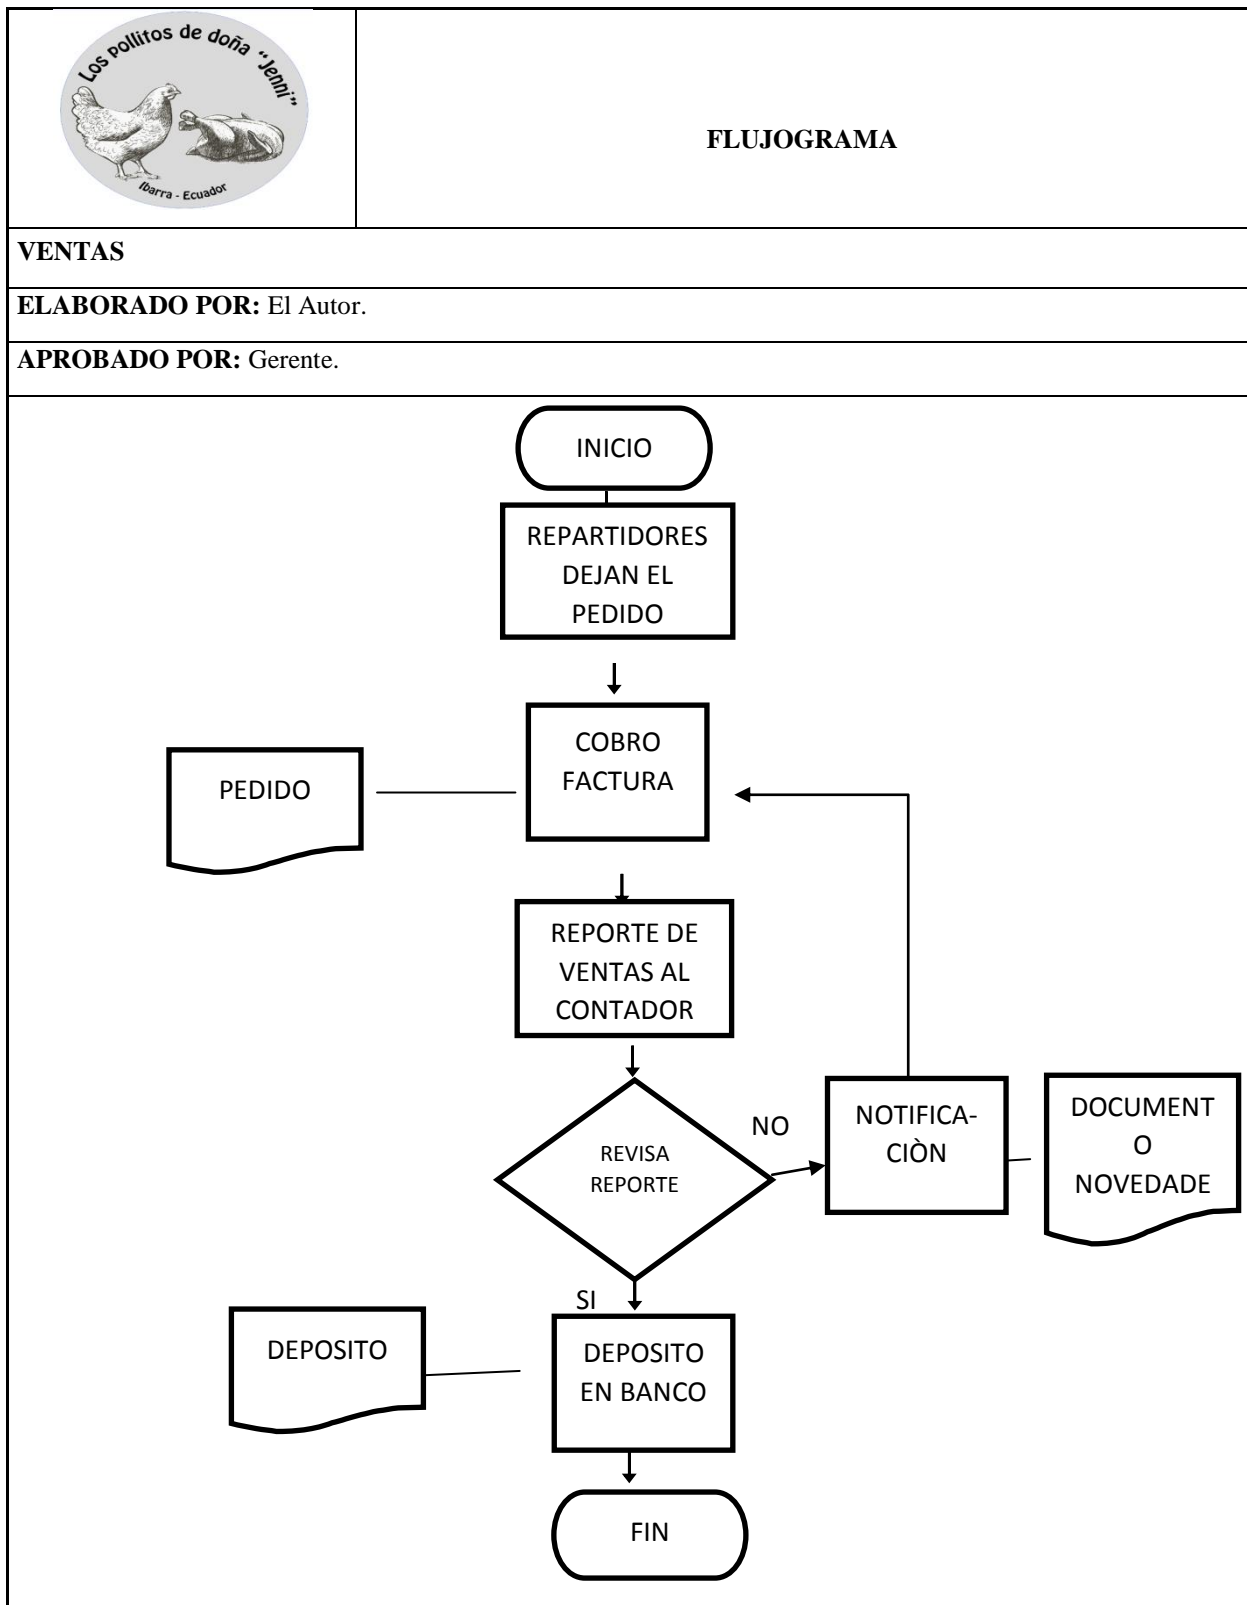 Los pollitos de doña "Jenni"
Ibarra - Ecuador
FLUJOGRAMA
VENTAS
ELABORADO POR: El Autor.
APROBADO POR: Gerente.
INICIO
REPARTIDORES
DEJAN EL
PEDIDO
COBRO
FACTURA
PEDIDO
REPORTE DE
VENTAS AL
CONTADOR
REVISA
REPORTE
NO
NOTIFICA-
CIÒN
DOCUMENT
O
NOVEDADE
SI
DEPOSITO
DEPOSITO
EN BANCO
FIN